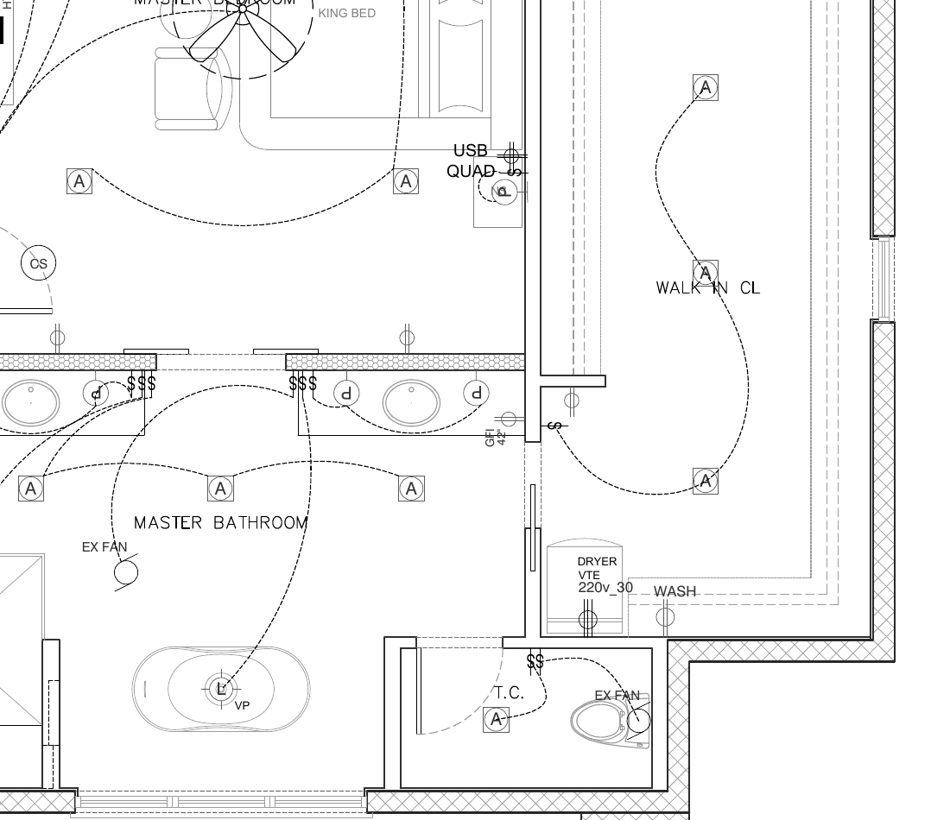 MASTER BEDROOM
KING BED
H
A
USB
QUAD
S
P
A
A
CS
A
WALK IN CL
P
S S S
S S S
P
P
GFI
42"
S
A
A
A
A
MASTER BATHROOM
EX FAN
DRYER
VTE
220v_30
WASH
S S
L
VP
T.C.
EX FAN
A